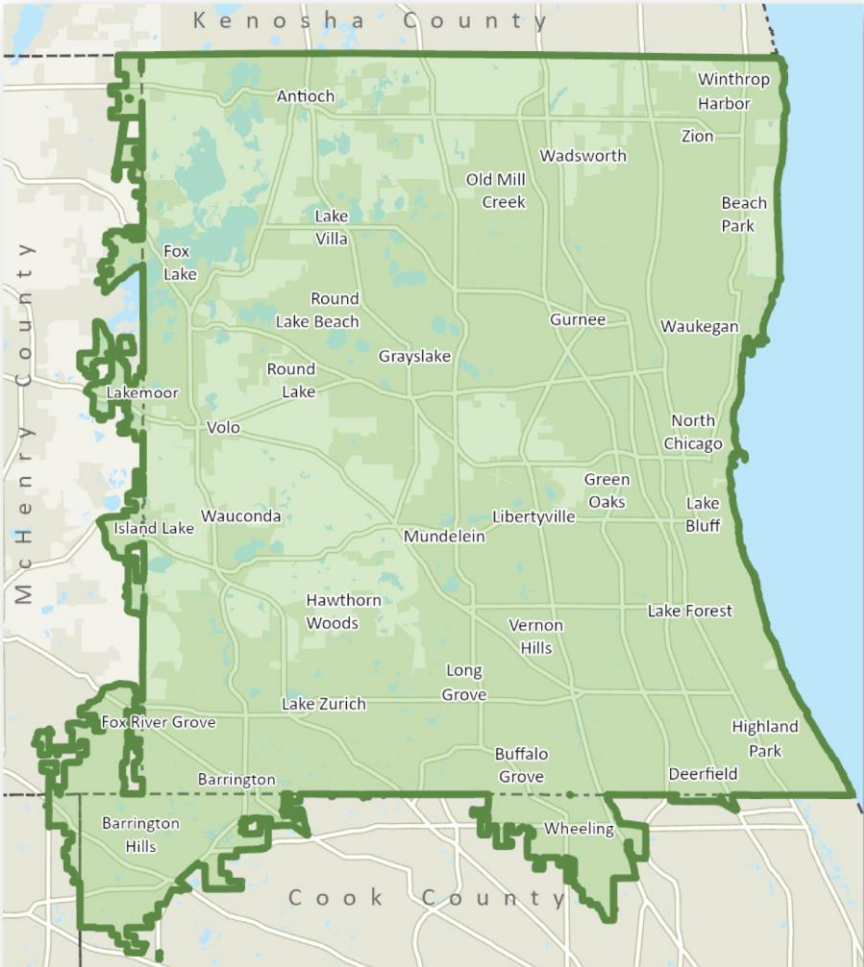 Kenosha County
Winthrop
Harbor
Antioch
Zion
Wadsworth
Old Mill
Creek
Beach
Park
Lake
Villa
Fox
Lake
McHenry County
Round
Lake Beach
Gurnee
Waukegan
Grayslake
Round
Lake
Lakemoor
Volo
North
Chicago
Green
Oaks
Lake
Bluff
Wauconda
Libertyville
Island Lake
Mundelein
Hawthorn
Woods
Lake Forest
Vernon
Hills
Long
Grove
Lake Zurich
Fox River Grove
Highland
Park
Buffalo
Grove
Deerfield
Barrington
Barrington
Hills
Wheeling
Cook County